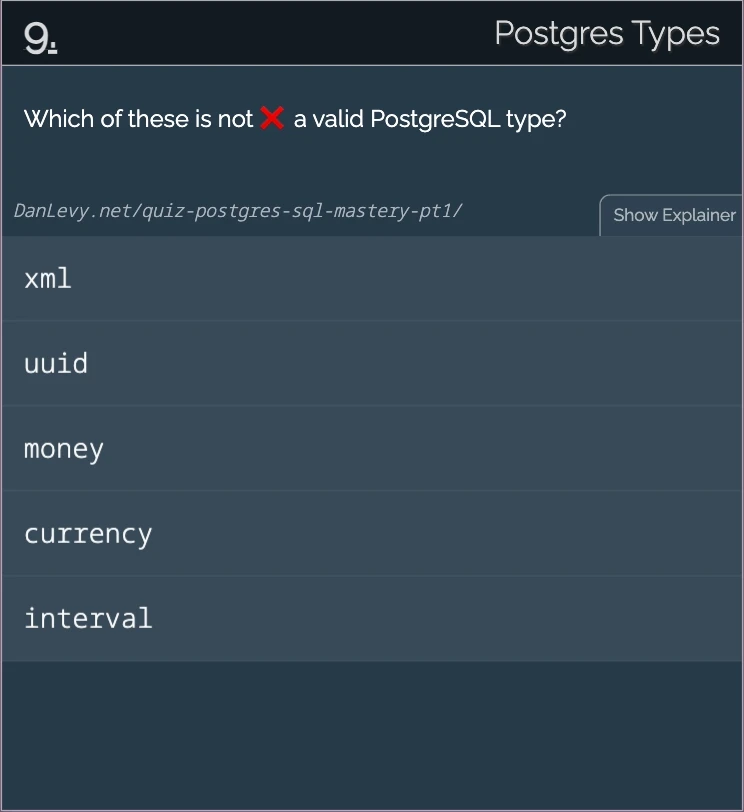 9.
Postgres Types
Which of these is not ❌ a valid PostgreSQL type?
DanLevy.net/quiz-postgres-sql-mastery-pt1/
Show Explainer
xml
uuid
money
currency
interval